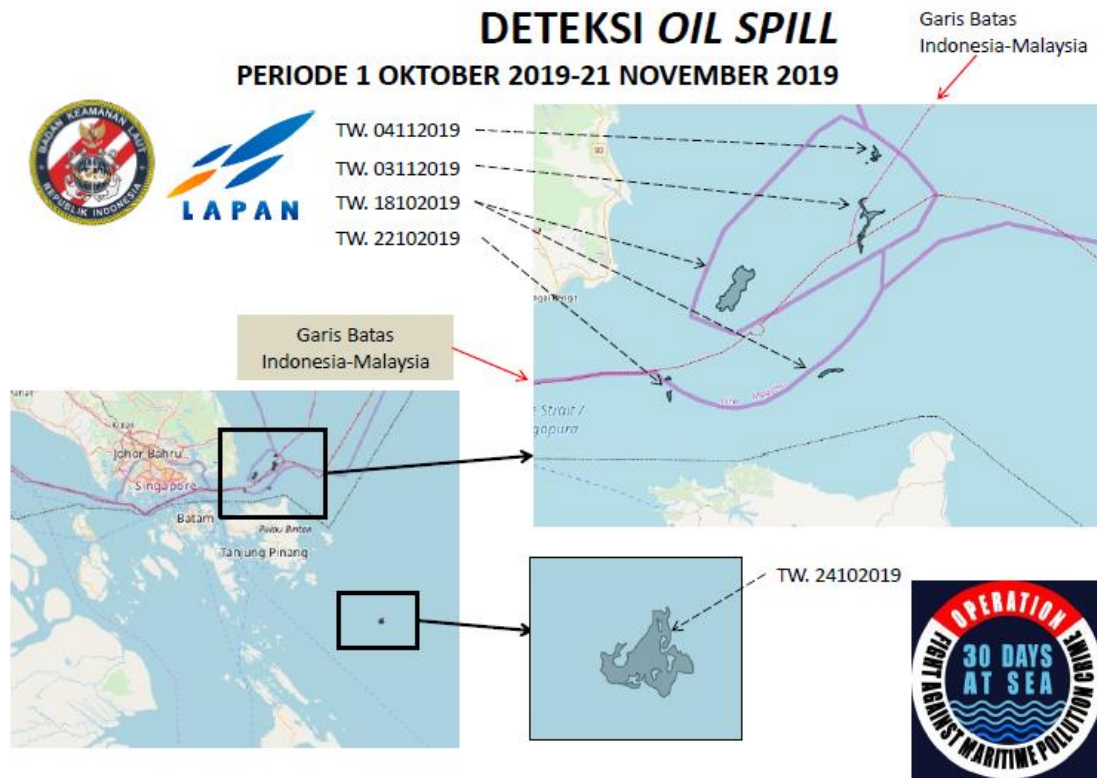 DETEKSI OIL SPILL
PERIODE 1 OKTOBER 2019-21 NOVEMBER 2019
Garis Batas
Indonesia-Malaysia
BADAN KEAMANAN LAUT
REPUBLIK INDONESIA
LAPAN
TW. 04112019
TW. 03112019
TW. 18102019
TW. 22102019
Garis Batas
Indonesia-Malaysia
Strait /
gapura
Johor Bahru
Singapore
Batam
Pulau Bintan
Tanjung Pinang
TW. 24102019
OPERATION
30 DAYS
AT SEA
FIGHT AGAINST MARITIME POLLUTION CRIME